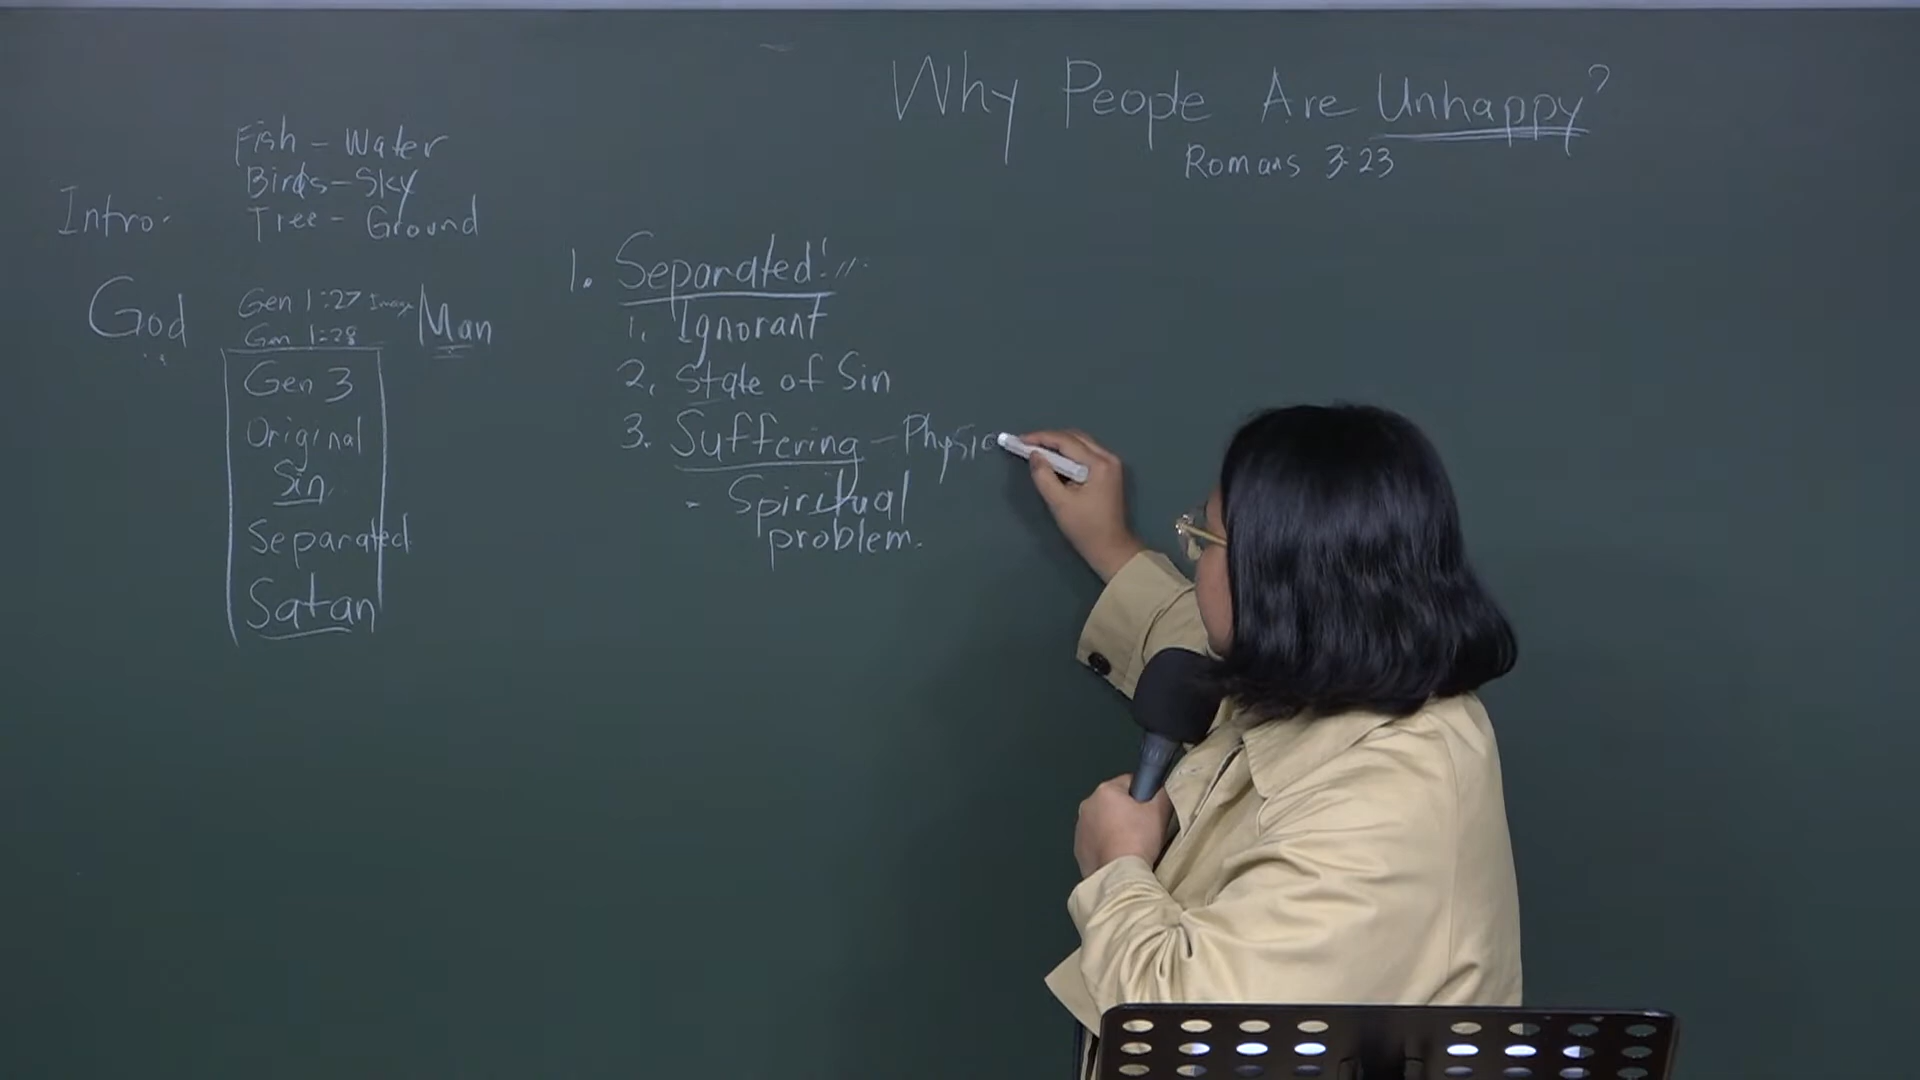 Why People Are Unhappy?
Romans 3:23
Fish - Water
Birds - Sky
Intro:
Tree - Ground
God
Gen 1:27 Image
Gen 1:28
Man
Gen 3
Original
Sin
Separated
Satan
1. Separated!
1. Ignorant
2. State of Sin
3. Suffering - Physic
- Spiritual
problem.